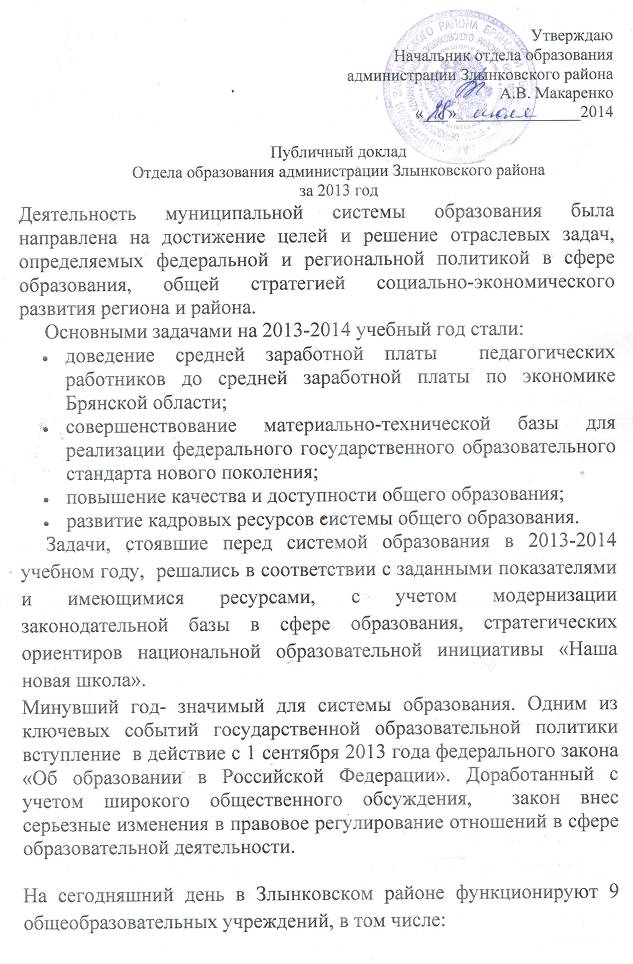 Утверждаю
Начальник отдела образования
администрации Злынковского района
А.В. Макаренко
« 28 » июля 2014
Публичный доклад
Отдела образования администрации Злынковского района
за 2013 год
Деятельность муниципальной системы образования была
направлена на достижение целей и решение отраслевых задач,
определяемых федеральной и региональной политикой в сфере
образования, общей стратегией социально-экономического
развития региона и района.
Основными задачами на 2013-2014 учебный год стали:
• доведение средней заработной платы педагогических
работников до средней заработной платы по экономике
Брянской области;
• совершенствование материально-технической базы для
реализации федерального государственного образовательного
стандарта нового поколения;
• повышение качества и доступности общего образования;
• развитие кадровых ресурсов системы общего образования.
Задачи, стоявшие перед системой образования в 2013-2014
учебном году, решались в соответствии с заданными показателями
и имеющимися ресурсами, с учетом модернизации
законодательной базы в сфере образования, стратегических
ориентиров национальной образовательной инициативы «Наша
новая школа».
Минувший год- значимый для системы образования. Одним из
ключевых событий государственной образовательной политики
вступление в действие с 1 сентября 2013 года федерального закона
«Об образовании в Российской Федерации». Доработанный с
учетом широкого общественного обсуждения, закон внес
серьезные изменения в правовое регулирование отношений в сфере
образовательной деятельности.
На сегодняшний день в Злынковском районе функционируют 9
общеобразовательных учреждений, в том числе: